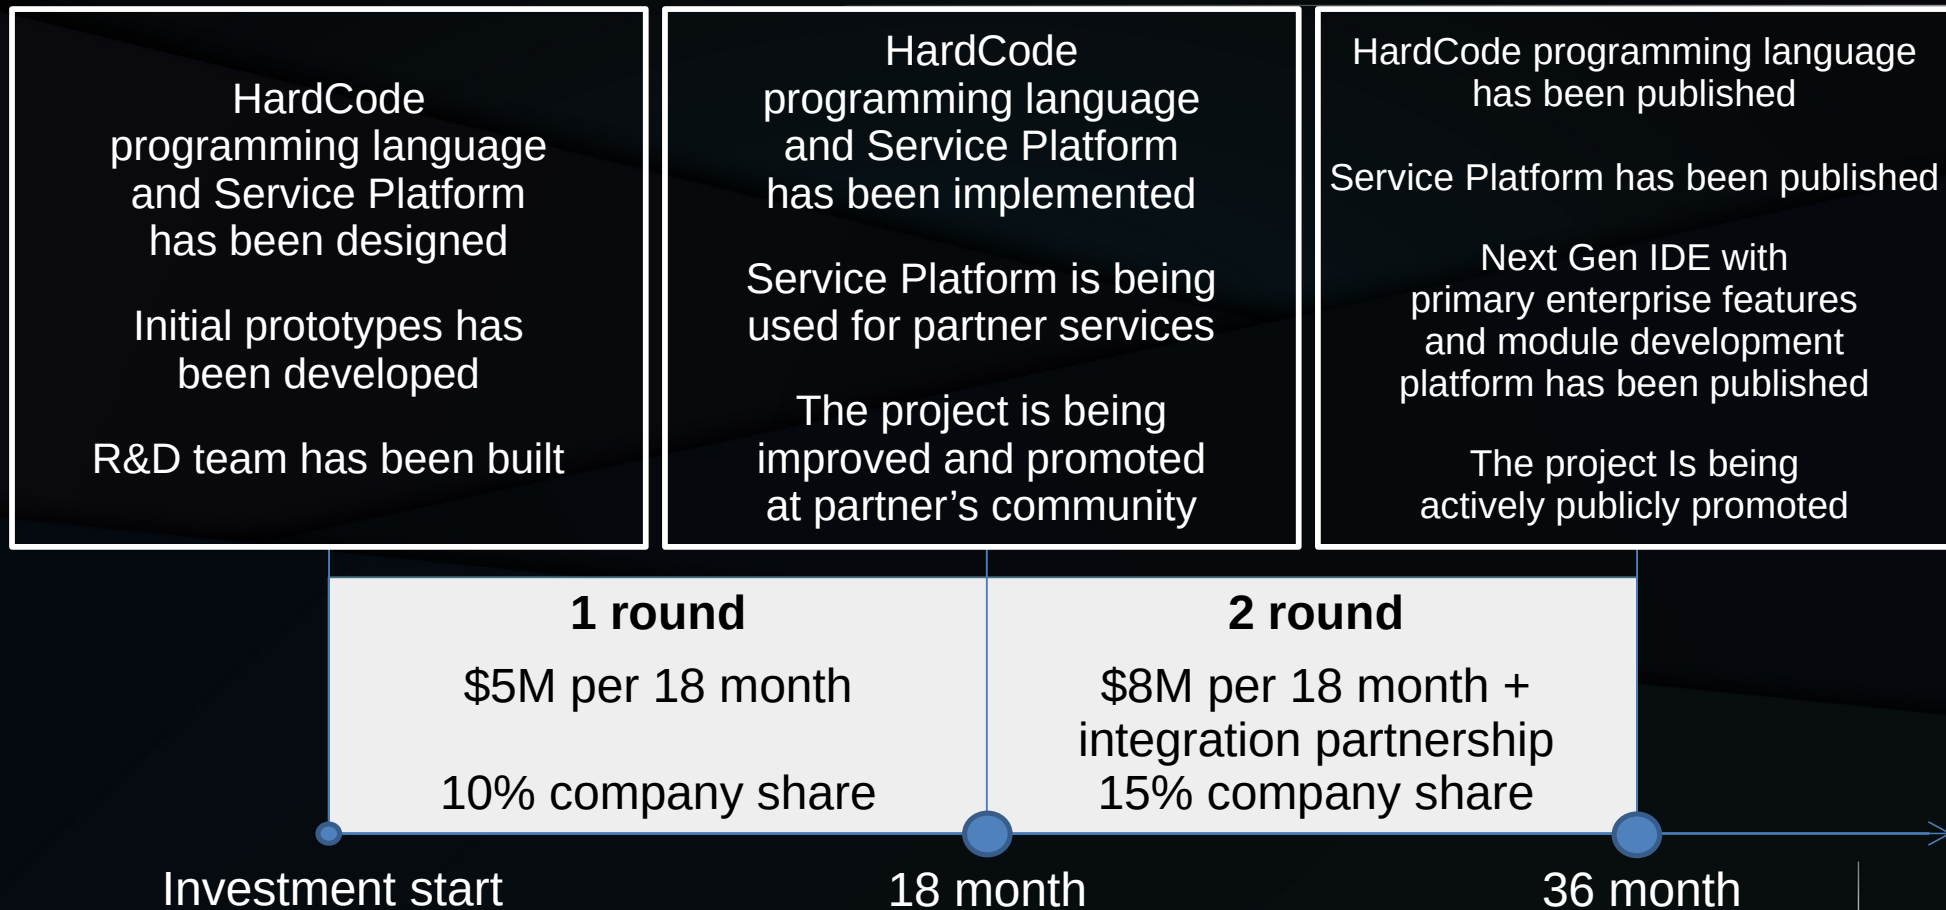 HardCode
programming language
and Service Platform
has been designed
Initial prototypes has
been developed
R&D team has been built
HardCode
programming language
and Service Platform
has been implemented
Service Platform is being
used for partner services
The project is being
improved and promoted
at partner’s community
HardCode programming language
has been published
Service Platform has been published
Next Gen IDE with
primary enterprise features
and module development
platform has been published
The project Is being
actively publicly promoted
1 round
$5M per 18 month
10% company share
2 round
$8M per 18 month +
integration partnership
15% company share
Investment start
18 month
36 month